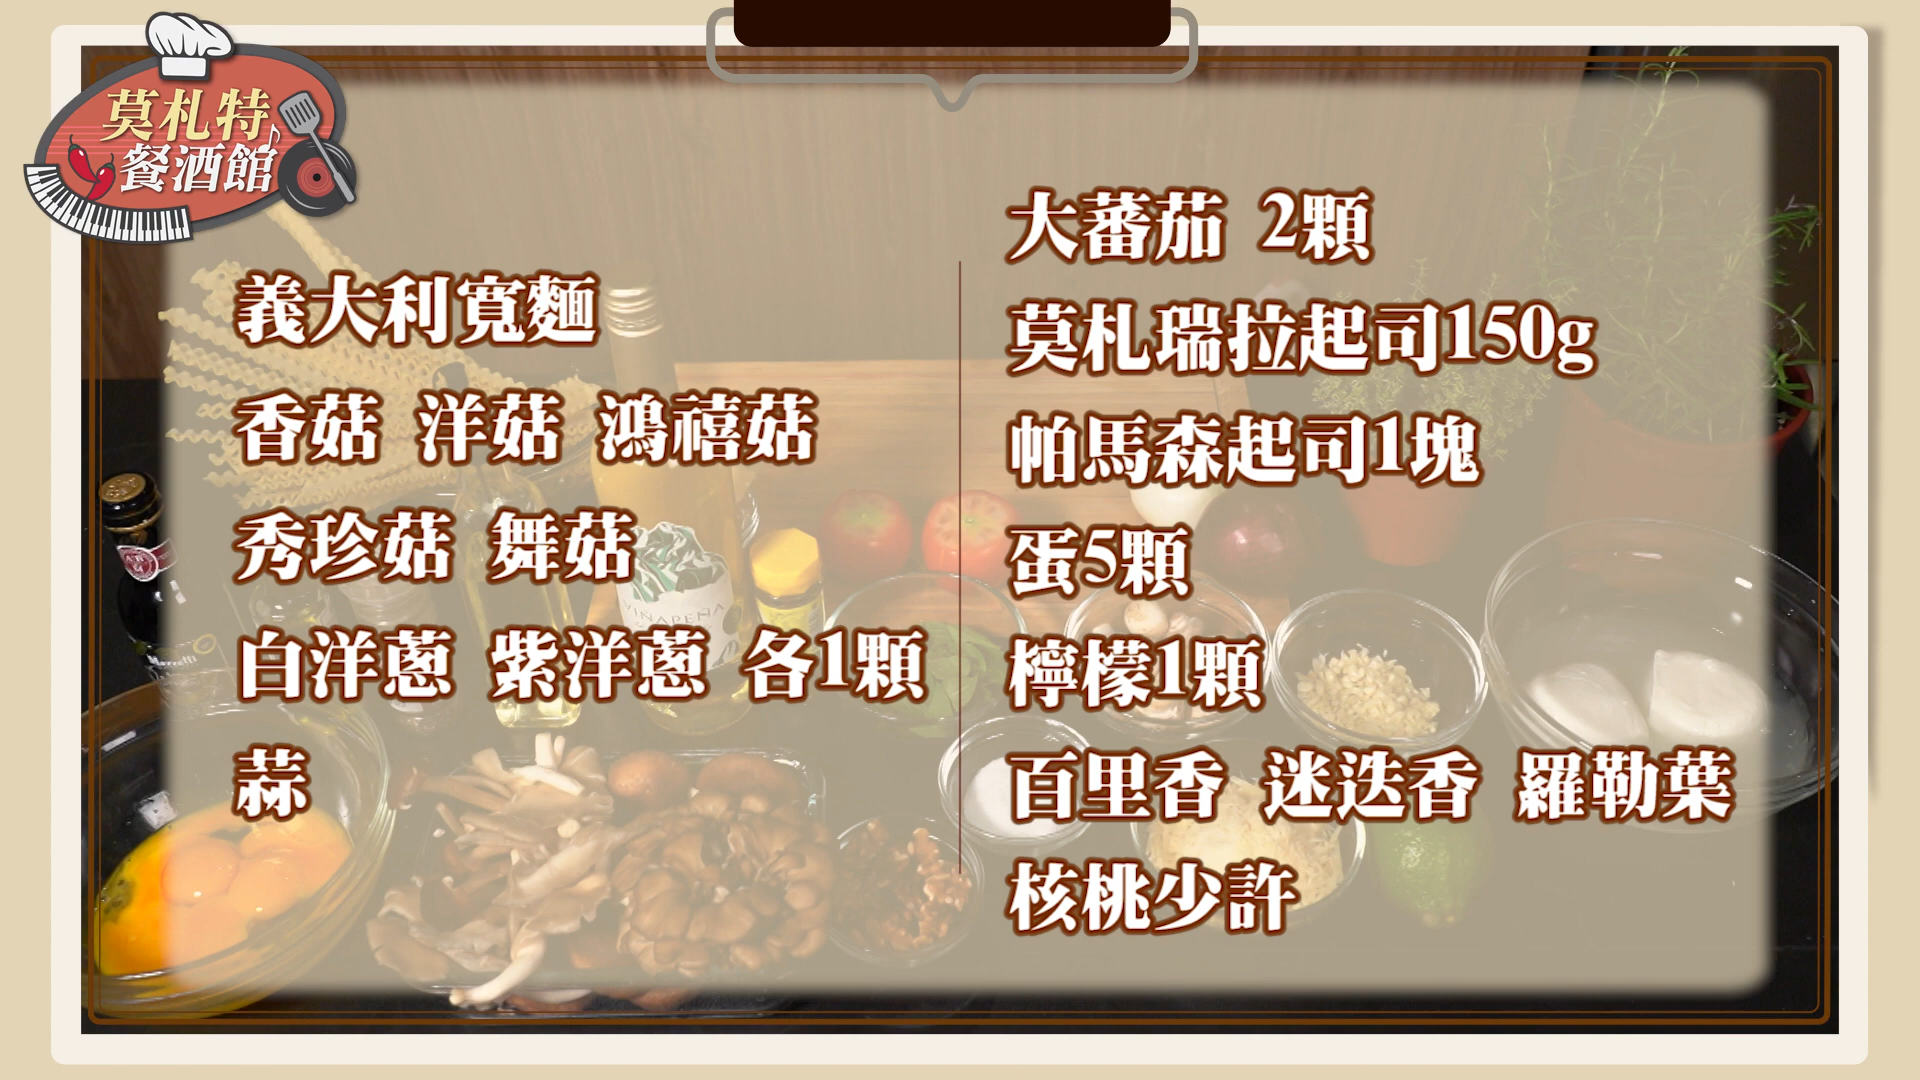 莫札特
餐酒館
義大利寬麵
香菇 洋菇 鴻禧菇
秀珍菇 舞菇
白洋蔥 紫洋蔥 各1顆
蒜
大蕃茄 2顆
莫札瑞拉起司150g
帕馬森起司1塊
蛋5顆
檸檬1顆
百里香 迷迭香 羅勒葉
核桃少許
VIÑAPEÑA